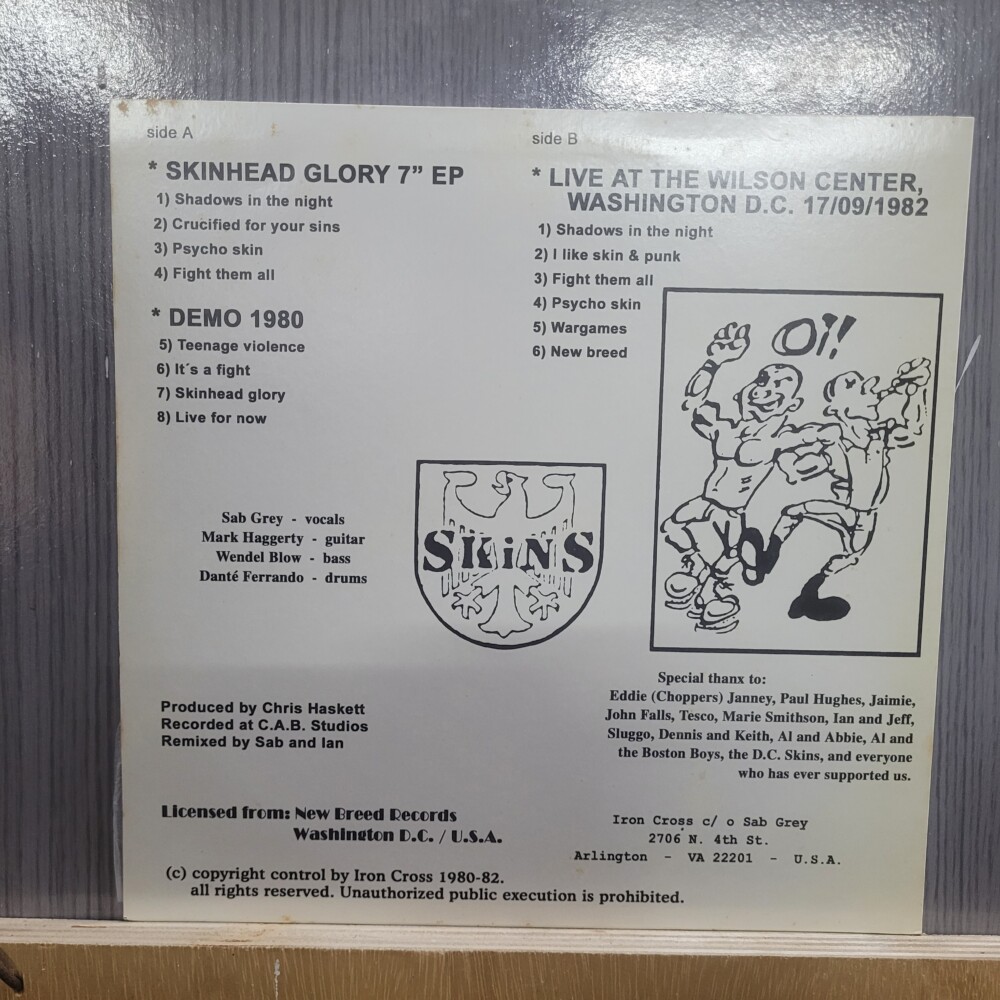 side A
* SKINHEAD GLORY 7” EP
1) Shadows in the night
2) Crucified for your sins
3) Psycho skin
4) Fight them all
* DEMO 1980
5) Teenage violence
6) It´s a fight
7) Skinhead glory
8) Live for now
side B
* LIVE AT THE WILSON CENTER,
WASHINGTON D.C. 17/09/1982
1) Shadows in the night
2) I like skin & punk
3) Fight them all
4) Psycho skin
5) Wargames
6) New breed
Oi!
SKiNS
Sab Grey - vocals
Mark Haggerty - guitar
Wendel Blow - bass
Danté Ferrando - drums
Produced by Chris Haskett
Recorded at C.A.B. Studios
Remixed by Sab and Ian
Special thanx to:
Eddie (Choppers) Janney, Paul Hughes, Jaimie,
John Falls, Tesco, Marie Smithson, Ian and Jeff,
Sluggo, Dennis and Keith, Al and Abbie, Al and
the Boston Boys, the D.C. Skins, and everyone
who has ever supported us.
Licensed from: New Breed Records
Washington D.C. / U.S.A.
Iron Cross c/ o Sab Grey
2706 N. 4th St.
Arlington - VA 22201 - U.S.A.
(c) copyright control by Iron Cross 1980-82.
all rights reserved. Unauthorized public execution is prohibited.